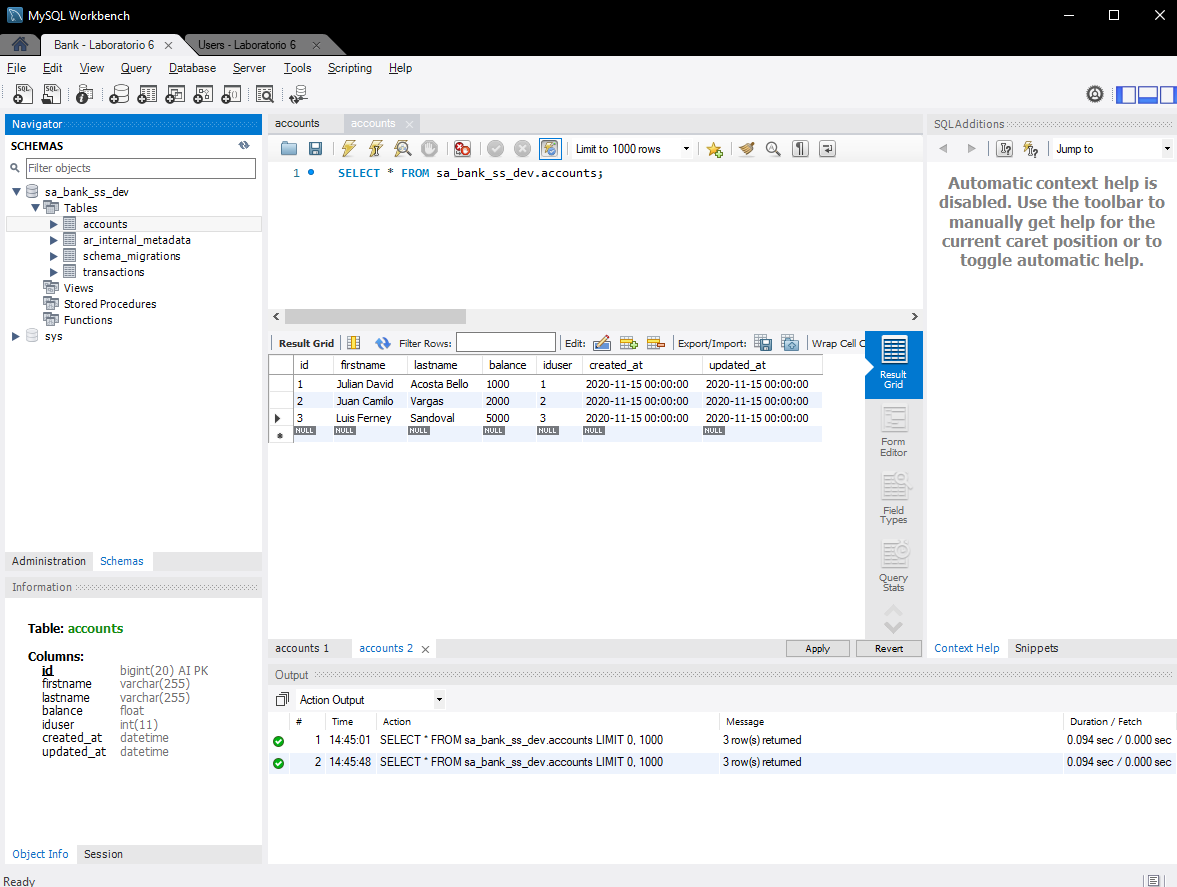 MySQL Workbench
Bank - Laboratorio 6
Users - Laboratorio 6
File Edit View Query Database Server Tools Scripting Help
Navigator
SCHEMAS
Filter objects
sa_bank_ss_dev
Tables
accounts
ar_internal_metadata
schema_migrations
transactions
Views
Stored Procedures
Functions
sys
Administration Schemas
Information
Table: accounts
Columns:
id bigint(20) AI PK
firstname varchar(255)
lastname varchar(255)
balance float
iduser int(11)
created_at datetime
updated_at datetime
Object Info Session
accounts accounts
Limit to 1000 rows
1 SELECT * FROM sa_bank_ss_dev.accounts;
Result Grid Filter Rows: Edit: Export/Import: Wrap Cell C
id firstname lastname balance iduser created_at updated_at
1 Julian David Acosta Bello 1000 1 2020-11-15 00:00:00 2020-11-15 00:00:00
2 Juan Camilo Vargas 2000 2 2020-11-15 00:00:00 2020-11-15 00:00:00
3 Luis Ferney Sandoval 5000 3 2020-11-15 00:00:00 2020-11-15 00:00:00
NULL NULL NULL NULL NULL NULL NULL
Result
Grid
Form
Editor
Field
Types
Query
Stats
accounts 1 accounts 2
Apply Revert
SQLAdditions
Jump to
Automatic context help is
disabled. Use the toolbar to
manually get help for the
current caret position or to
toggle automatic help.
Context Help Snippets
Output
Action Output
# Time Action Message Duration / Fetch
1 14:45:01 SELECT * FROM sa_bank_ss_dev.accounts LIMIT 0, 1000 3 row(s) returned 0.094 sec / 0.000 sec
2 14:45:48 SELECT * FROM sa_bank_ss_dev.accounts LIMIT 0, 1000 3 row(s) returned 0.094 sec / 0.000 sec
Ready